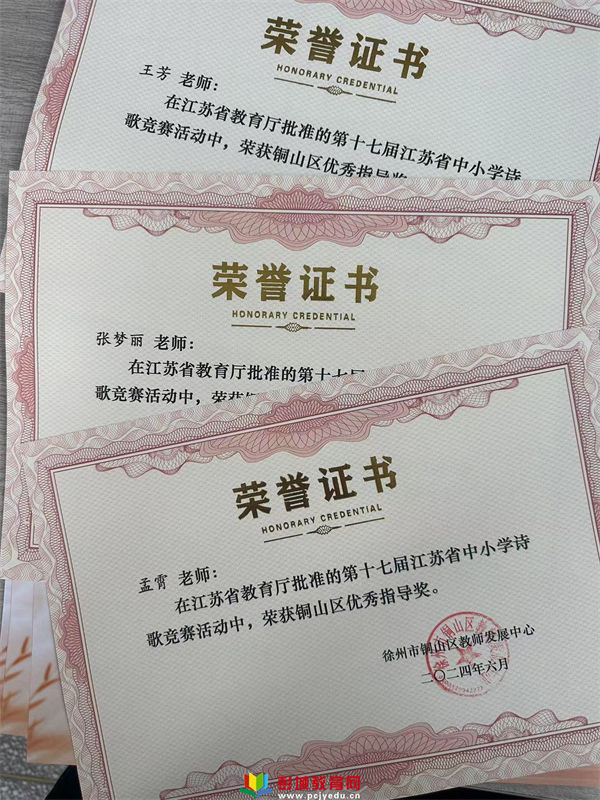 荣誉证书
HONORARY CREDENTIAL
王芳 老师：
在江苏省教育厅批准的第十七届江苏省中小学诗
歌竞赛活动中，荣获铜山区优秀指导奖
荣誉证书
HONORARY CREDENTIAL
张梦丽 老师：
在江苏省教育厅批准的第十七届
歌竞赛活动中，荣获
荣誉证书
HONORARY CREDENTIAL
孟霄 老师：
在江苏省教育厅批准的第十七届江苏省中小学诗
歌竞赛活动中，荣获铜山区优秀指导奖。
徐州市铜山区教师发展中心
二〇二四年六月
彭城教育网
www.pcjyedu.cn